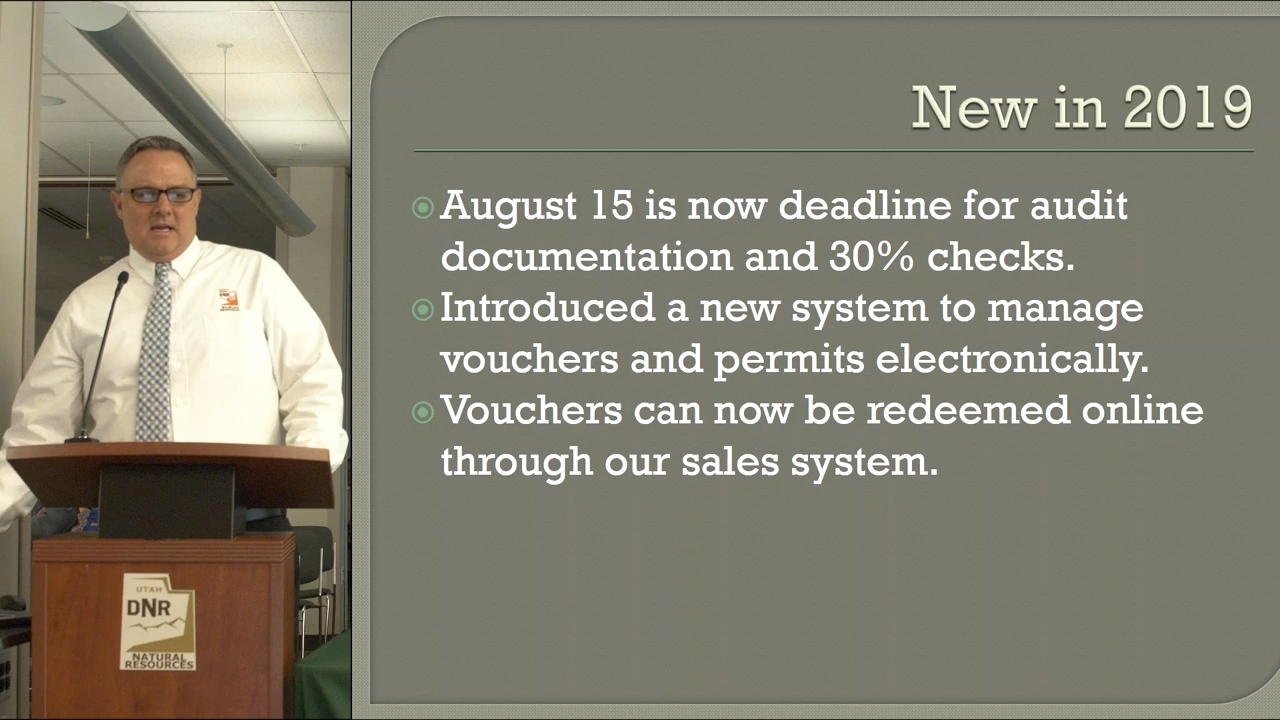 New in 2019
August 15 is now deadline for audit
documentation and 30% checks.
Introduced a new system to manage
vouchers and permits electronically.
Vouchers can now be redeemed online
through our sales system.
UTAH
DNR
NATURAL
RESOURCES
DNR